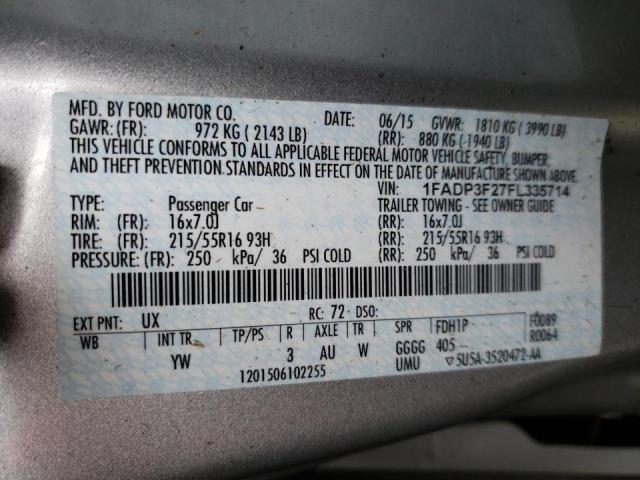 MFD. BY FORD MOTOR CO. DATE: 06/15 GVWR: 1810 KG ( 3990 LB)
GAWR: (FR): 972 KG ( 2143 LB) (RR): 880 KG ( 1940 LB)
THIS VEHICLE CONFORMS TO ALL APPLICABLE FEDERAL MOTOR VEHICLE SAFETY, BUMPER,
AND THEFT PREVENTION STANDARDS IN EFFECT ON THE DATE OF MANUFACTURE SHOWN ABOVE.
VIN: 1FADP3F27FL335714
TYPE: Passenger Car TRAILER TOWING - SEE OWNER GUIDE
RIM: (FR): 16x7.0J (RR): 16x7.0J
TIRE: (FR): 215/55R16 93H (RR): 215/55R16 93H
PRESSURE: (FR): 250 kPa/ 36 PSI COLD (RR): 250 kPa/ 36 PSI COLD
EXT PNT: UX RC: 72 DSO: F0089
WB INT TR TP/PS R AXLE TR SPR FDH1P R0064
YW 3 AU W GGGG 405
UMU ▽5U5A-3520472-AA
1201506102255